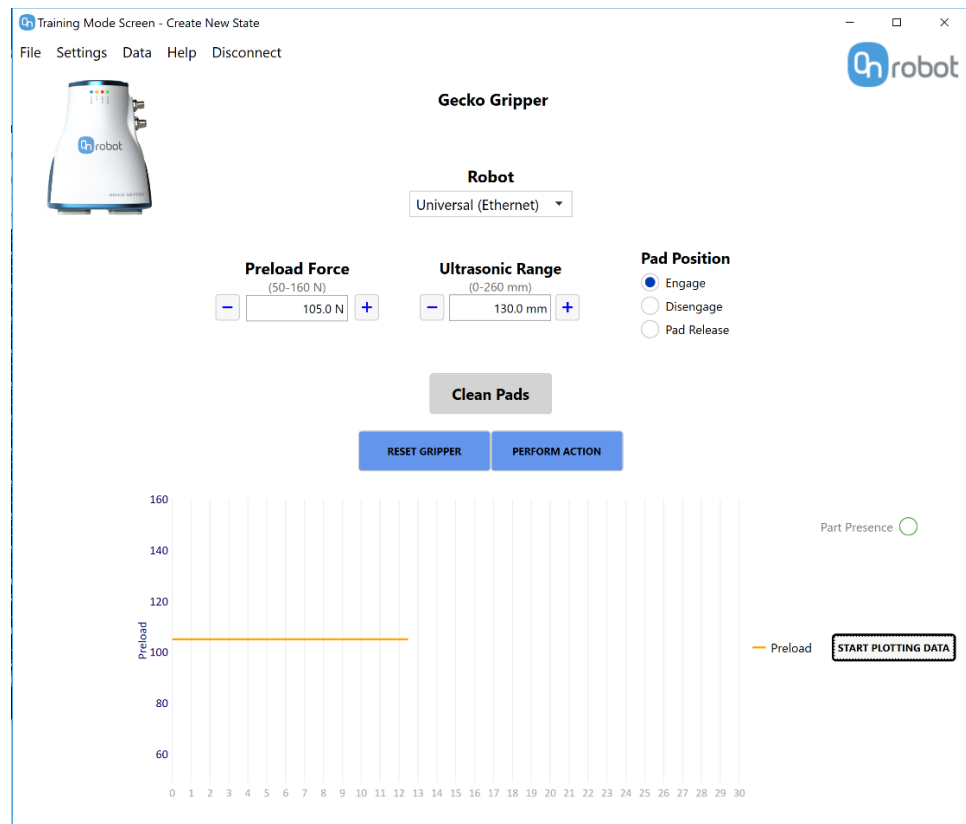 Training Mode Screen - Create New State
File Settings Data Help Disconnect
On robot
Gecko Gripper
On robot
GECKO GRIPPER
Robot
Universal (Ethernet)
Preload Force
(50-160 N)
− 105.0 N +
Ultrasonic Range
(0-260 mm)
− 130.0 mm +
Pad Position
Engage
Disengage
Pad Release
Clean Pads
RESET GRIPPER PERFORM ACTION
160
140
120
100
80
60
Preload
0 1 2 3 4 5 6 7 8 9 10 11 12 13 14 15 16 17 18 19 20 21 22 23 24 25 26 27 28 29 30
Part Presence
Preload
START PLOTTING DATA